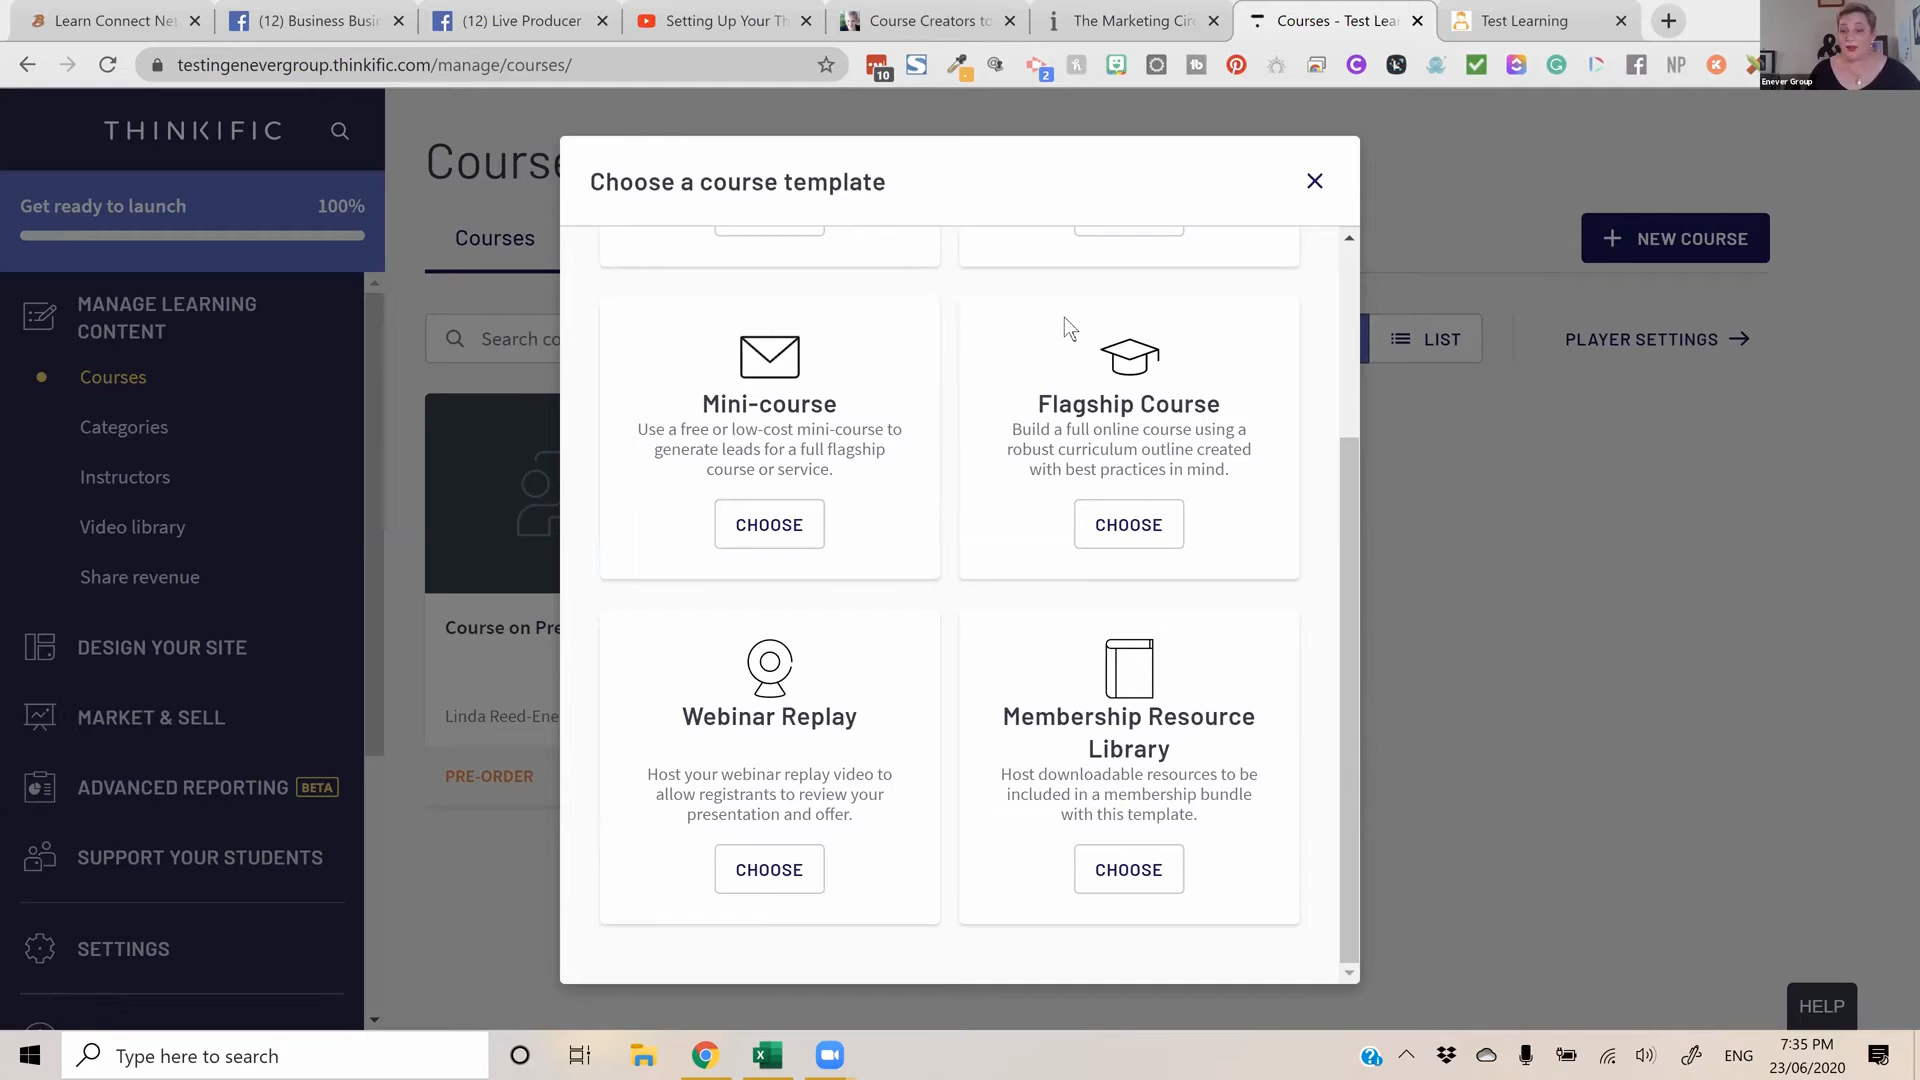 Learn Connect Net
(12) Business Busi
(12) Live Producer
Setting Up Your Th
Course Creators to
The Marketing Circ
Courses - Test Lea
Test Learning
testingenevergroup.thinkific.com/manage/courses/
10
2
NP
Enever Group
THINKIFIC
Get ready to launch 100%
MANAGE LEARNING
CONTENT
Courses
Categories
Instructors
Video library
Share revenue
DESIGN YOUR SITE
MARKET & SELL
ADVANCED REPORTING BETA
SUPPORT YOUR STUDENTS
SETTINGS
Course
Courses
NEW COURSE
Search co
LIST
PLAYER SETTINGS
Course on Pre
Linda Reed-Ene
PRE-ORDER
Choose a course template
Mini-course
Use a free or low-cost mini-course to
generate leads for a full flagship
course or service.
CHOOSE
Flagship Course
Build a full online course using a
robust curriculum outline created
with best practices in mind.
CHOOSE
Webinar Replay
Host your webinar replay video to
allow registrants to review your
presentation and offer.
CHOOSE
Membership Resource
Library
Host downloadable resources to be
included in a membership bundle
with this template.
CHOOSE
HELP
Type here to search
ENG
7:35 PM
23/06/2020